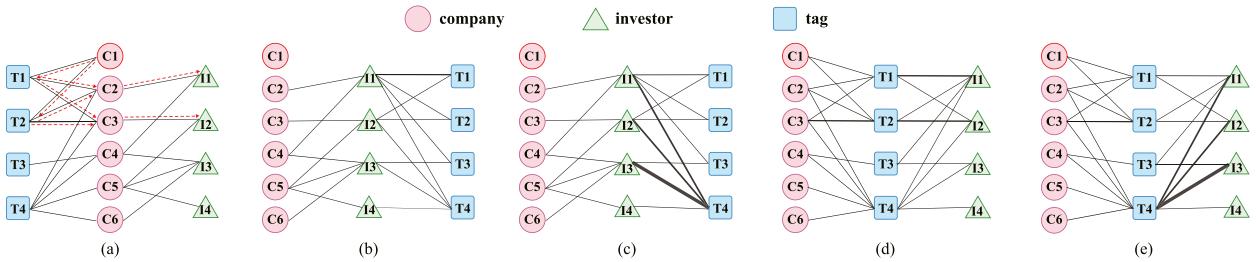 company investor tag
C1 C1 C1 C1 C1
T1 C2 I1 C2 I1 T1 C2 I1 T1 C2 T1 I1 C2 T1 I1
T2 C3 I2 C3 I2 T2 C3 I2 T2 C3 T2 I2 C3 T2 I2
T3 C4 I3 C4 I3 T3 C4 I3 T3 C4 T3 I3 C4 T3 I3
T4 C5 I4 C5 I4 T4 C5 I4 T4 C5 T4 I4 C5 T4 I4
C6 C6 C6 C6 C6
(a) (b) (c) (d) (e)